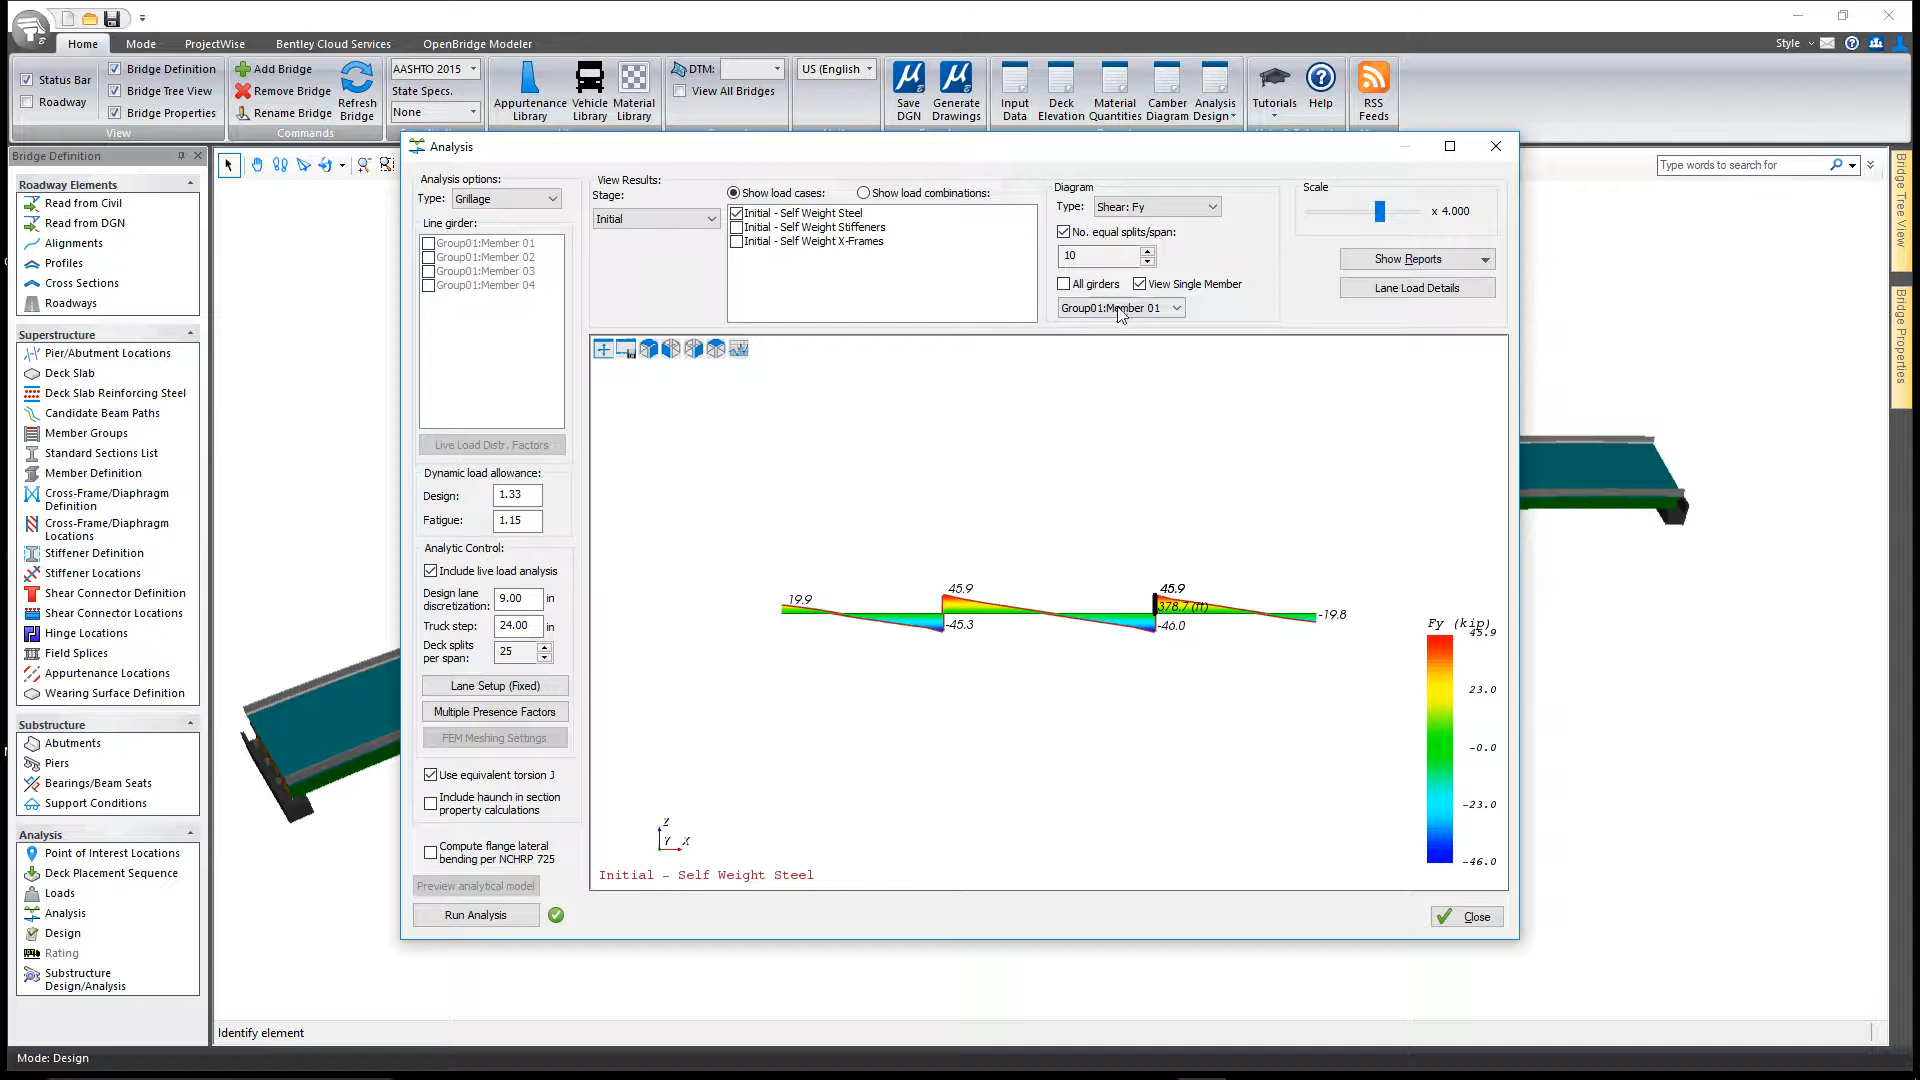 Home
Mode
ProjectWise
Bentley Cloud Services
OpenBridge Modeler
Style
Status Bar
Roadway
Bridge Definition
Bridge Tree View
Bridge Properties
View
Add Bridge
Remove Bridge
Rename Bridge
Refresh Bridge
Commands
AASHTO 2015
State Specs.
None
Appurtenance Library
Vehicle Library
Material Library
DTM:
View All Bridges
US (English
Save DGN
Generate Drawings
Input Data
Deck Elevation
Material Quantities
Camber Diagram
Analysis Design
Tutorials
Help
RSS Feeds
Bridge Definition
Roadway Elements
Read from Civil
Read from DGN
Alignments
Profiles
Cross Sections
Roadways
Superstructure
Pier/Abutment Locations
Deck Slab
Deck Slab Reinforcing Steel
Candidate Beam Paths
Member Groups
Standard Sections List
Member Definition
Cross-Frame/Diaphragm
Definition
Cross-Frame/Diaphragm
Locations
Stiffener Definition
Stiffener Locations
Shear Connector Definition
Shear Connector Locations
Hinge Locations
Field Splices
Appurtenance Locations
Wearing Surface Definition
Substructure
Abutments
Piers
Bearings/Beam Seats
Support Conditions
Analysis
Point of Interest Locations
Deck Placement Sequence
Loads
Analysis
Design
Rating
Substructure
Design/Analysis
Type words to search for
Bridge Tree View
Bridge Properties
Analysis
Analysis options:
Type: Grillage
Line girder:
Group01:Member 01
Group01:Member 02
Group01:Member 03
Group01:Member 04
Live Load Distr. Factors
Dynamic load allowance:
Design: 1.33
Fatigue: 1.15
Analytic Control:
Include live load analysis
Design lane
discretization: 9.00 in
Truck step: 24.00 in
Deck splits
per span: 25
Lane Setup (Fixed)
Multiple Presence Factors
FEM Meshing Settings
Use equivalent torsion J
Include haunch in section
property calculations
Compute flange lateral
bending per NCHRP 725
Preview analytical model
Run Analysis
View Results:
Stage:
Initial
Show load cases:
Show load combinations:
Initial - Self Weight Steel
Initial - Self Weight Stiffeners
Initial - Self Weight X-Frames
Diagram
Type: Shear: Fy
No. equal splits/span:
10
All girders
View Single Member
Group01:Member 01
Scale
x 4.000
Show Reports
Lane Load Details
19.9
45.9
-45.3
45.9
378.7 (ft)
-46.0
-19.8
Fy (kip)
45.9
23.0
-0.0
-23.0
-46.0
Z
Y X
Initial - Self Weight Steel
Close
Identify element
Mode: Design